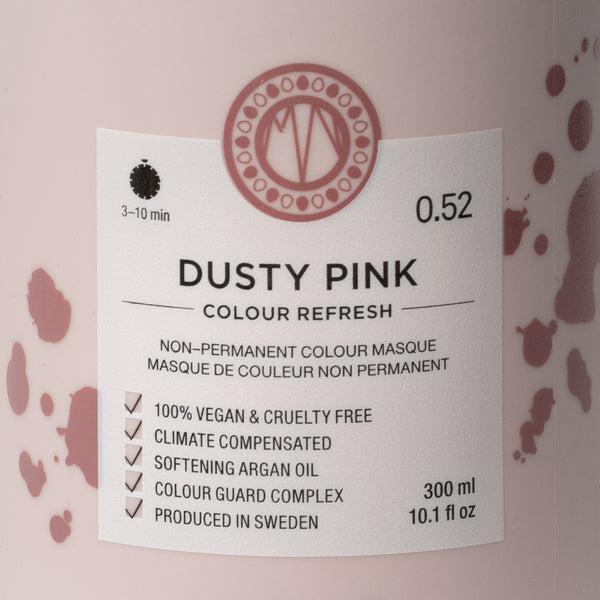 3–10 min
0.52
DUSTY PINK
COLOUR REFRESH
NON–PERMANENT COLOUR MASQUE
MASQUE DE COULEUR NON PERMANENT
100% VEGAN & CRUELTY FREE
CLIMATE COMPENSATED
SOFTENING ARGAN OIL
COLOUR GUARD COMPLEX
PRODUCED IN SWEDEN
300 ml
10.1 fl oz